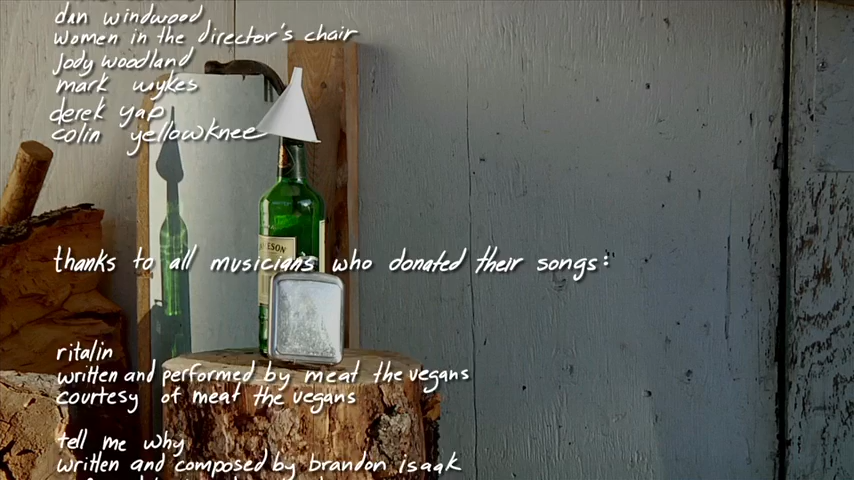 dan windwood
women in the director's chair
jody woodland
mark wykes
derek yap
colin yellowknee
JAMESON
thanks to all musicians who donated their songs:
ritalin
written and performed by meat the vegans
courtesy of meat the vegans
tell me why
written and composed by brandon isaak